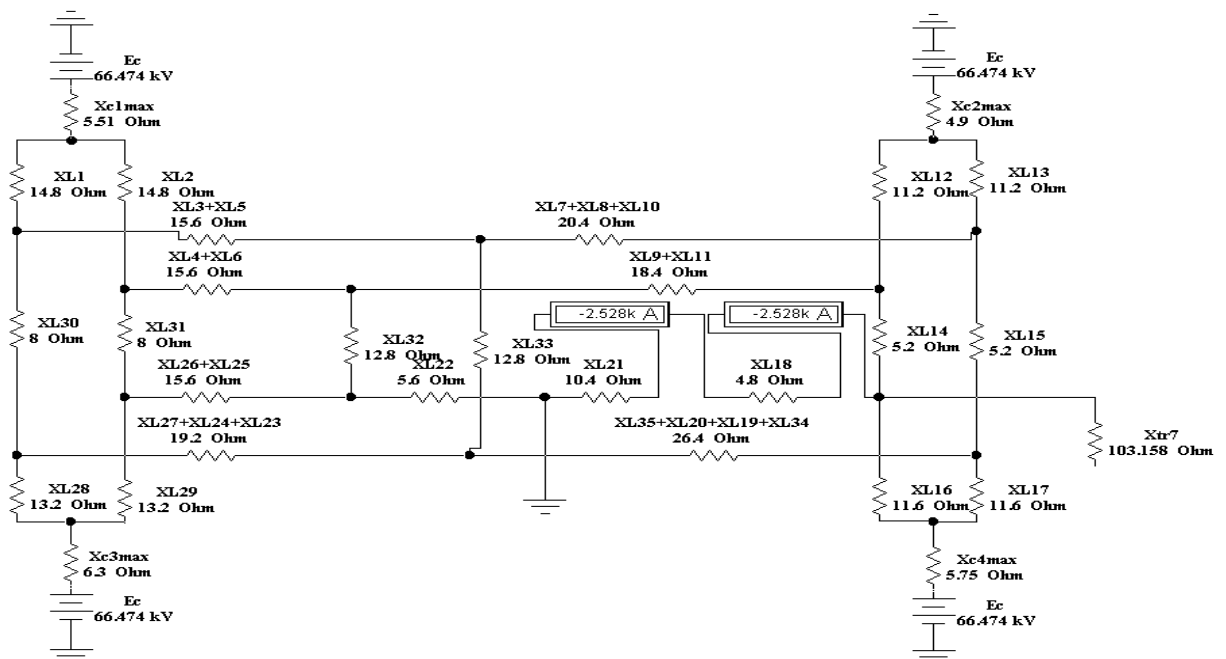 Ec
66.474 kV
Ec
66.474 kV
Xc1max
5.51 Ohm
Xc2max
4.9 Ohm
XL1
14.8 Ohm
XL2
14.8 Ohm
XL12
11.2 Ohm
XL13
11.2 Ohm
XL3+XL5
15.6 Ohm
XL7+XL8+XL10
20.4 Ohm
XL4+XL6
15.6 Ohm
XL9+XL11
18.4 Ohm
-2.528k A
-2.528k A
XL30
8 Ohm
XL31
8 Ohm
XL32
12.8 Ohm
XL33
12.8 Ohm
XL14
5.2 Ohm
XL15
5.2 Ohm
XL26+XL25
15.6 Ohm
XL22
5.6 Ohm
XL21
10.4 Ohm
XL18
4.8 Ohm
XL27+XL24+XL23
19.2 Ohm
XL35+XL20+XL19+XL34
26.4 Ohm
Xtr7
103.158 Ohm
XL28
13.2 Ohm
XL29
13.2 Ohm
XL16
11.6 Ohm
XL17
11.6 Ohm
Xc3max
6.3 Ohm
Xc4max
5.75 Ohm
Ec
66.474 kV
Ec
66.474 kV